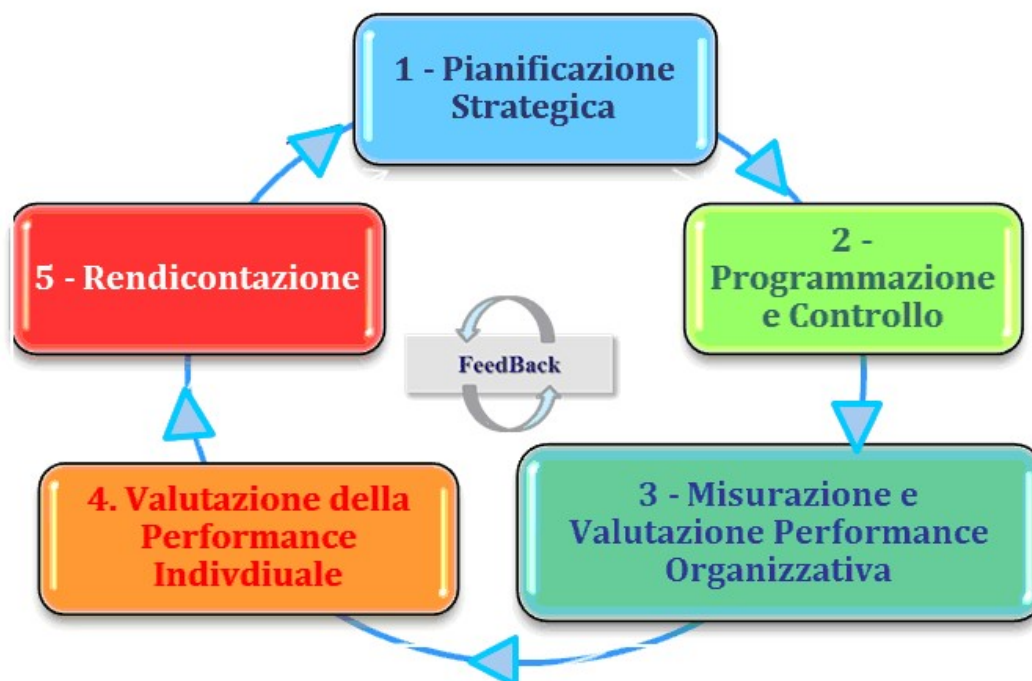 1 - Pianificazione
Strategica
2 -
Programmazione
e Controllo
3 - Misurazione e
Valutazione Performance
Organizzativa
4. Valutazione della
Performance
Indivdiuale
5 - Rendicontazione
FeedBack